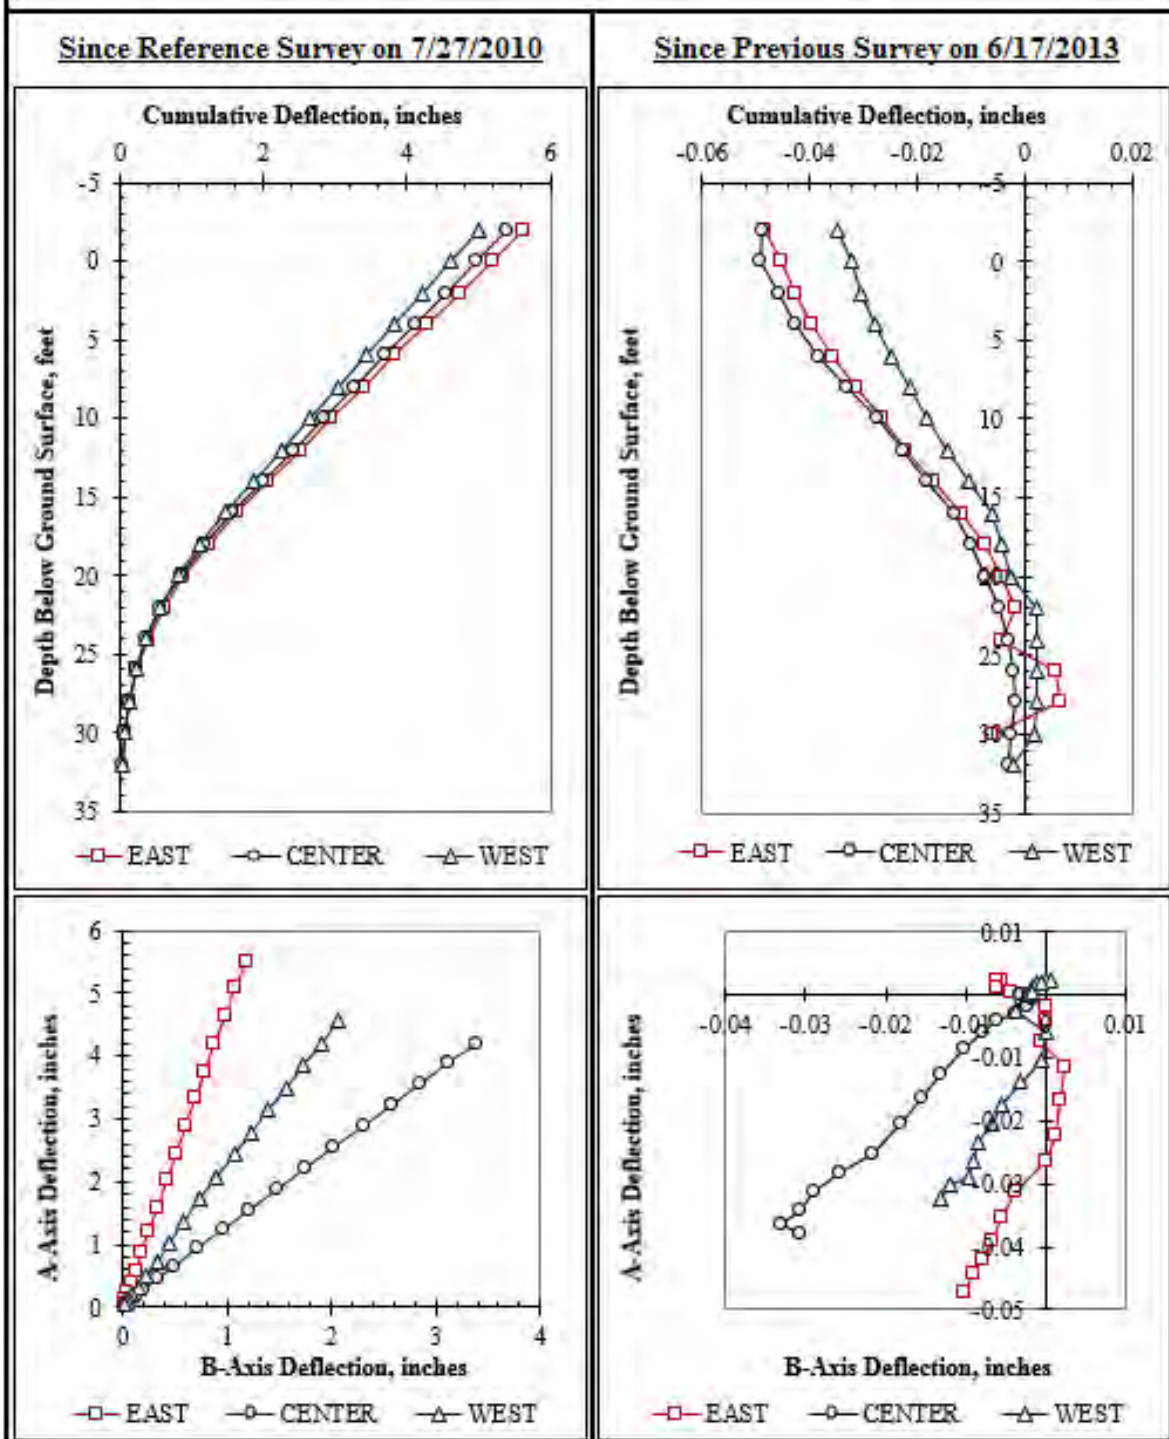 Since Reference Survey on 7/27/2010
Cumulative Deflection, inches
0 2 4 6
-5
0
5
10
15
20
25
30
35
Depth Below Ground Surface, feet
EAST CENTER WEST
Since Previous Survey on 6/17/2013
Cumulative Deflection, inches
-0.06 -0.04 -0.02 0 0.02
-5
0
5
10
15
20
25
30
35
Depth Below Ground Surface, feet
EAST CENTER WEST
6
5
4
3
2
1
0
A-Axis Deflection, inches
0 1 2 3 4
B-Axis Deflection, inches
EAST CENTER WEST
0.01
-0.04 -0.03 -0.02 -0.01 0.01
-0.01
-0.02
-0.03
-0.04
-0.05
A-Axis Deflection, inches
B-Axis Deflection, inches
EAST CENTER WEST